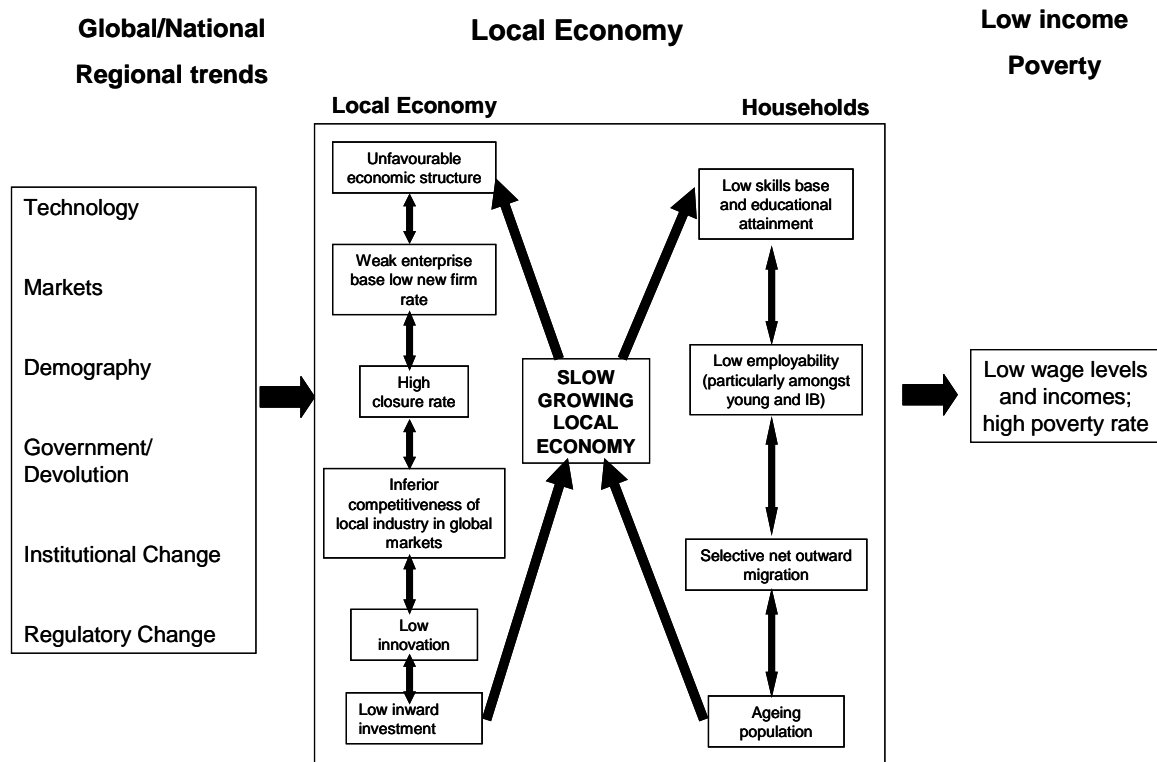 Global/National
Regional trends
Local Economy
Low income
Poverty
Local Economy
Households
Technology
Markets
Demography
Government/
Devolution
Institutional Change
Regulatory Change
Unfavourable
economic structure
Weak enterprise
base low new firm
rate
High
closure rate
Inferior
competitiveness of
local industry in global
markets
Low
innovation
Low inward
investment
SLOW
GROWING
LOCAL
ECONOMY
Low skills base
and educational
attainment
Low employability
(particularly amongst
young and IB)
Selective net outward
migration
Ageing
population
Low wage levels
and incomes;
high poverty rate